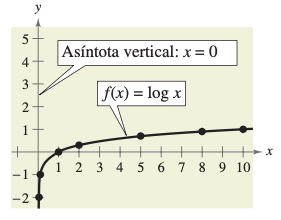 y
5
Asíntota vertical: x = 0
4
3
f(x) = log x
2
1
x
1 2 3 4 5 6 7 8 9 10
−1
−2